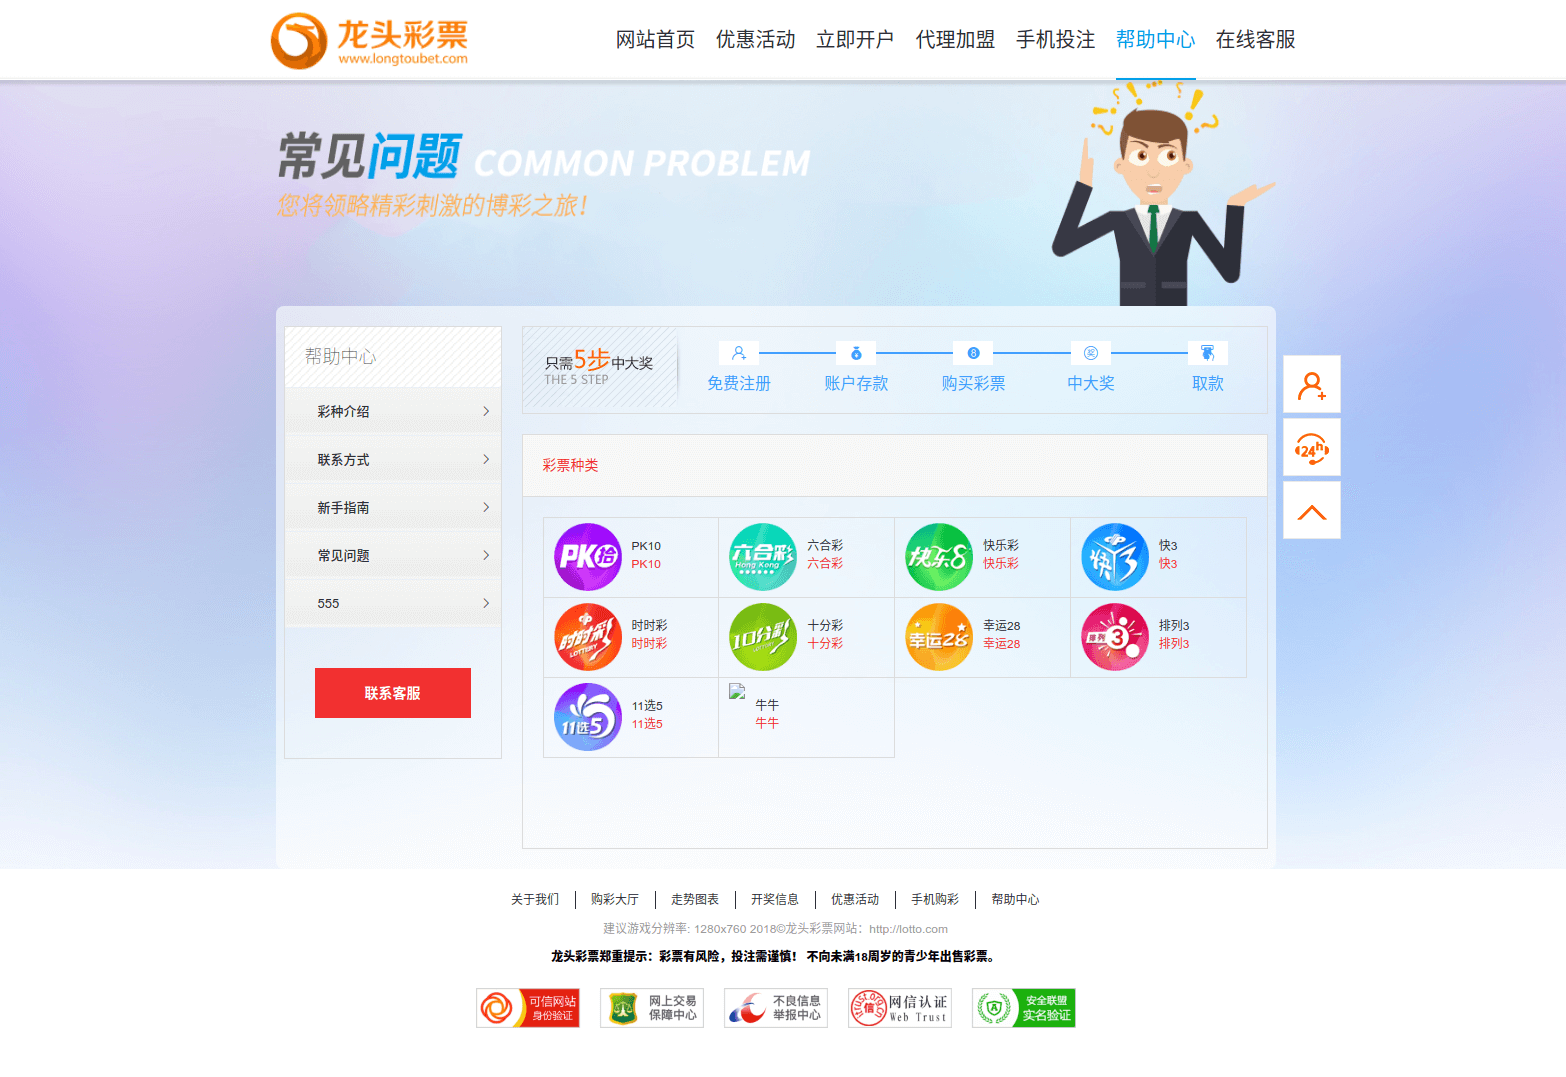 龙头彩票
www.longtoubet.com
网站首页 优惠活动 立即开户 代理加盟 手机投注 帮助中心 在线客服
常见问题 COMMON PROBLEM
您将领略精彩刺激的博彩之旅！
帮助中心
彩种介绍
联系方式
新手指南
常见问题
555
联系客服
只需5步中大奖
THE 5 STEP
8 奖
免费注册 账户存款 购买彩票 中大奖 取款
24h
彩票种类
PK拾
PK10
PK10
六合彩
Hong Kong
六合彩
六合彩
快乐8
快乐彩
快乐彩
快3
快3
快3
时时彩
LOTTERY
时时彩
时时彩
10分彩
十分彩
十分彩
幸运28
幸运28
幸运28
排列3
排列3
排列3
11选5
11选5
11选5
牛牛
牛牛
关于我们 购彩大厅 走势图表 开奖信息 优惠活动 手机购彩 帮助中心
建议游戏分辨率: 1280x760 2018©龙头彩票网站：http://lotto.com
龙头彩票郑重提示：彩票有风险，投注需谨慎！ 不向未满18周岁的青少年出售彩票。
可信网站
身份验证
网上交易
保障中心
不良信息
举报中心
信
网信认证
Web Trust
安全联盟
实名验证